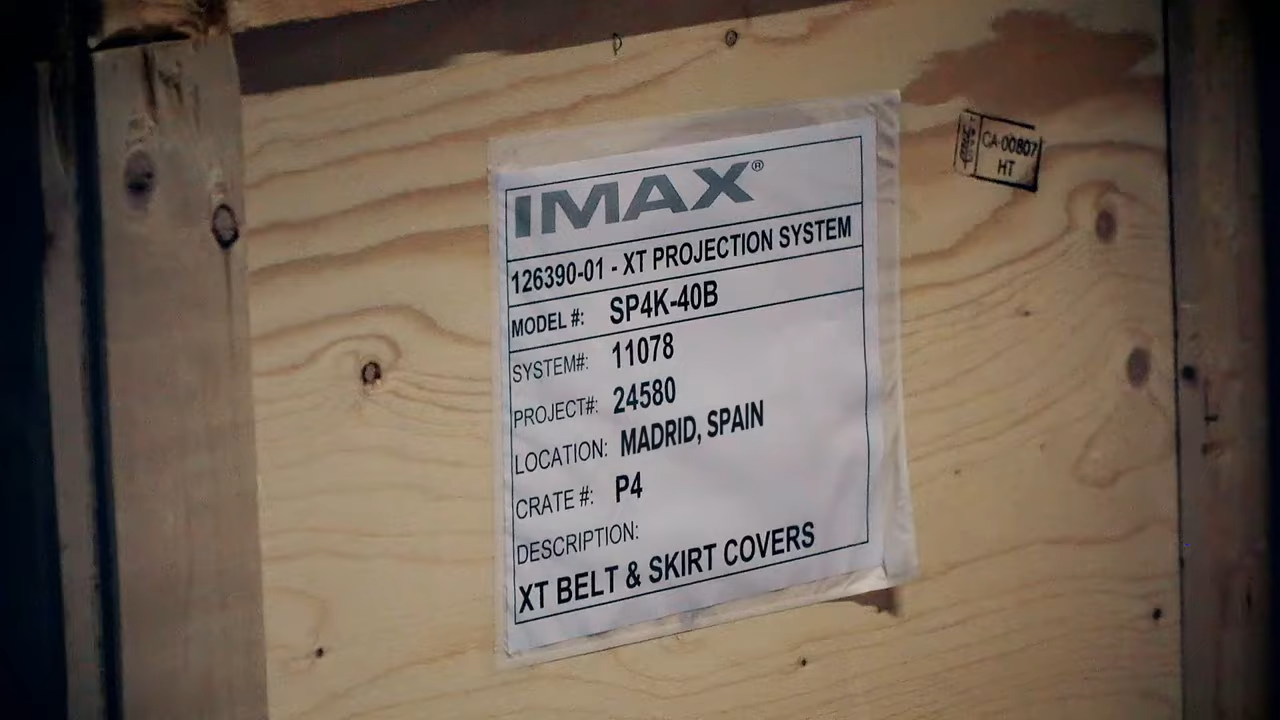 IMAX®
126390-01 - XT PROJECTION SYSTEM
MODEL #: SP4K-40B
SYSTEM#: 11078
PROJECT#: 24580
LOCATION: MADRID, SPAIN
CRATE #: P4
DESCRIPTION:
XT BELT & SKIRT COVERS
CA-00807
HT